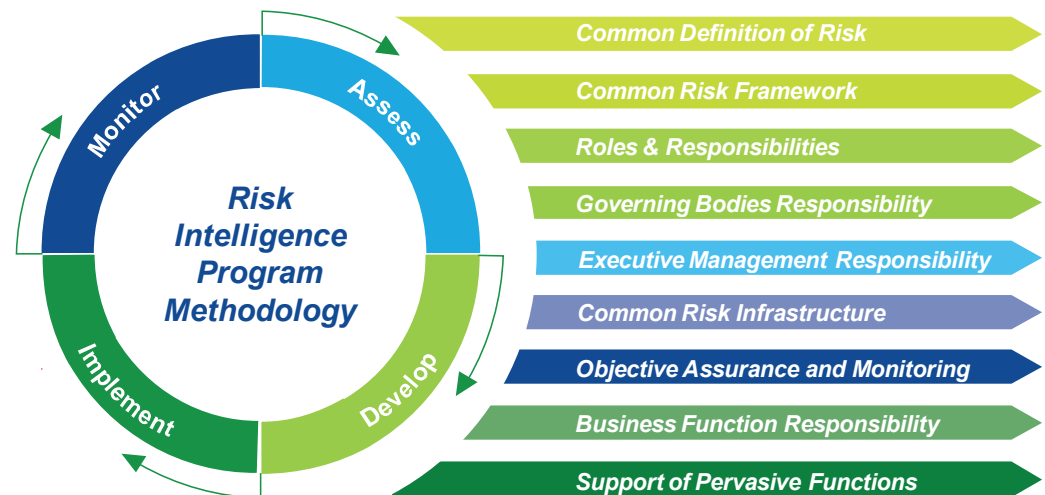 Monitor
Assess
Implement
Develop
Risk
Intelligence
Program
Methodology
Common Definition of Risk
Common Risk Framework
Roles & Responsibilities
Governing Bodies Responsibility
Executive Management Responsibility
Common Risk Infrastructure
Objective Assurance and Monitoring
Business Function Responsibility
Support of Pervasive Functions